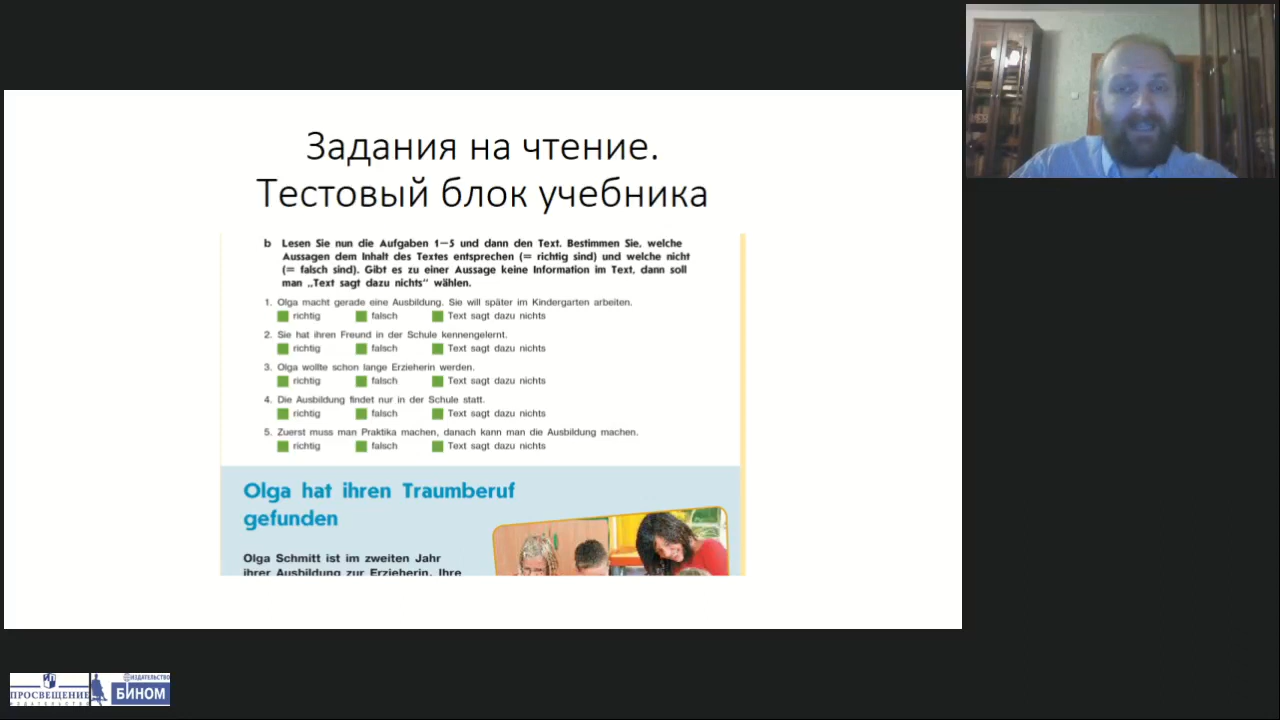 Задания на чтение.
Тестовый блок учебника
b Lesen Sie nun die Aufgaben 1—5 und dann den Text. Bestimmen Sie, welche
Aussagen dem Inhalt des Textes entsprechen (= richtig sind) und welche nicht
(= falsch sind). Gibt es zu einer Aussage keine Information im Text, dann soll
man „Text sagt dazu nichts“ wählen.
1. Olga macht gerade eine Ausbildung. Sie will später im Kindergarten arbeiten.
richtig falsch Text sagt dazu nichts
2. Sie hat ihren Freund in der Schule kennengelernt.
richtig falsch Text sagt dazu nichts
3. Olga wollte schon lange Erzieherin werden.
richtig falsch Text sagt dazu nichts
4. Die Ausbildung findet nur in der Schule statt.
richtig falsch Text sagt dazu nichts
5. Zuerst muss man Praktika machen, danach kann man die Ausbildung machen.
richtig falsch Text sagt dazu nichts
Olga hat ihren Traumberuf
gefunden
Olga Schmitt ist im zweiten Jahr
ihrer Ausbildung zur Erzieherin. Ihre
ПРОСВЕЩЕНИЕ
ИЗДАТЕЛЬСТВО
ИЗДАТЕЛЬСТВО
БИНОМ